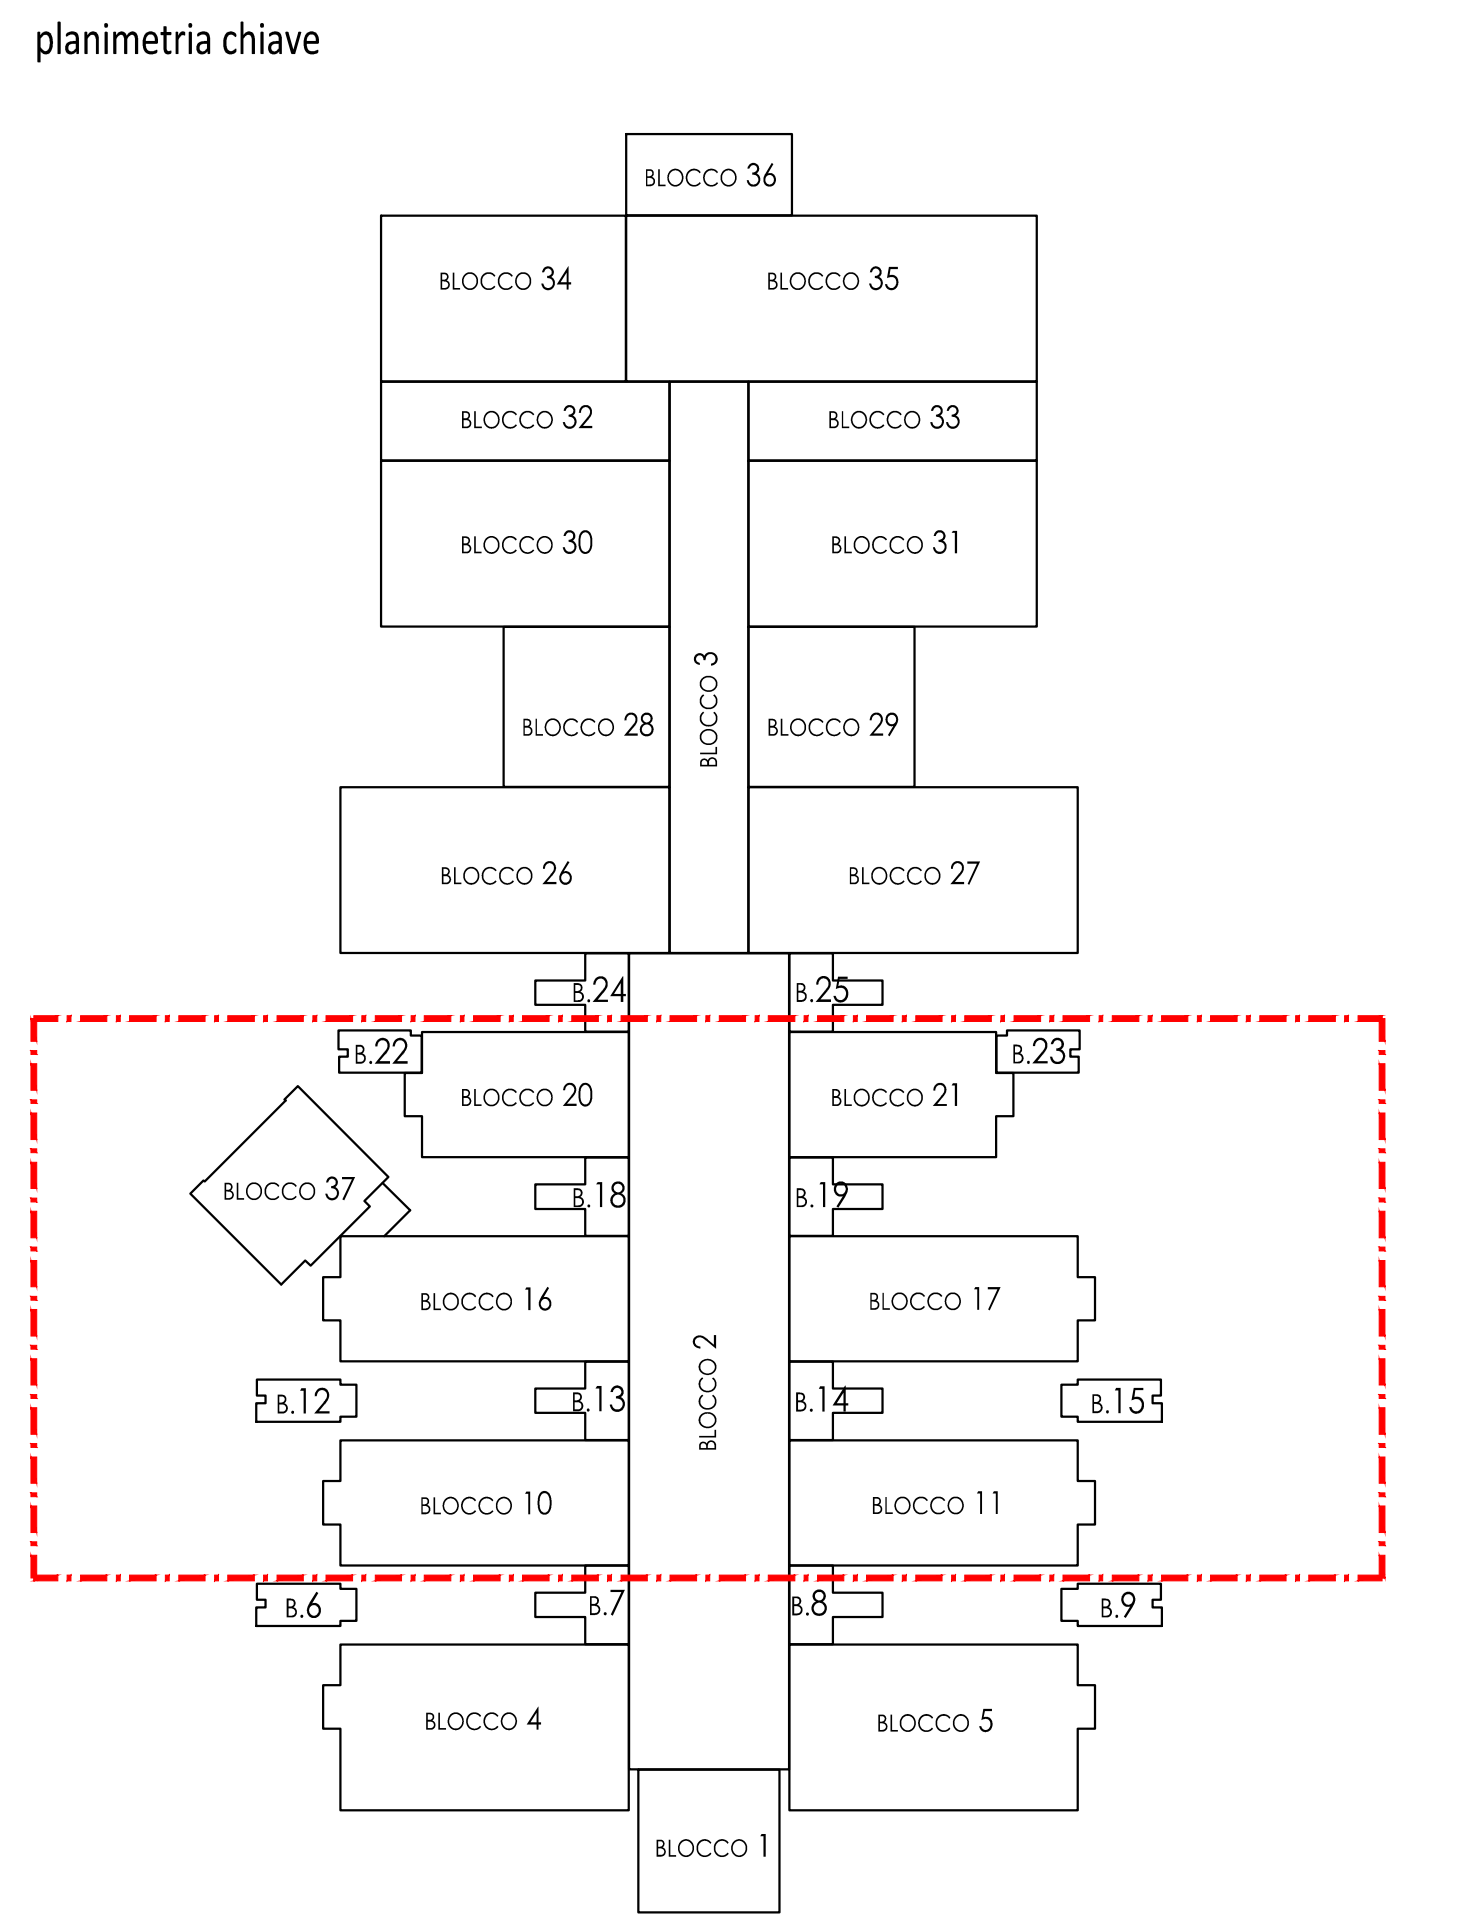 planimetria chiave
BLOCCO 36
BLOCCO 34
BLOCCO 35
BLOCCO 32
BLOCCO 33
BLOCCO 30
BLOCCO 31
BLOCCO 3
BLOCCO 28
BLOCCO 29
BLOCCO 26
BLOCCO 27
B.24
B.25
B.22
B.23
BLOCCO 20
BLOCCO 21
BLOCCO 37
B.18
B.19
BLOCCO 16
BLOCCO 17
BLOCCO 2
B.12
B.13
B.14
B.15
BLOCCO 10
BLOCCO 11
B.6
B.7
B.8
B.9
BLOCCO 4
BLOCCO 5
BLOCCO 1